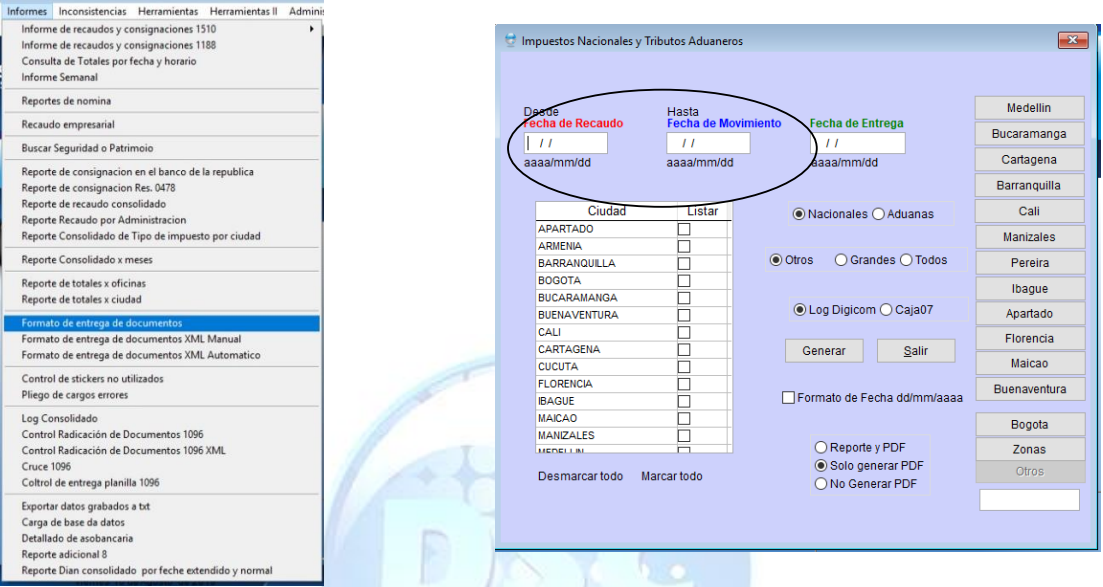 Informes Inconsistencias Herramientas Herramientas II Adminis
Informe de recaudos y consignaciones 1510
Informe de recaudos y consignaciones 1188
Consulta de Totales por fecha y horario
Informe Semanal
Reportes de nomina
Recaudo empresarial
Buscar Seguridad o Patrimoio
Reporte de consignacion en el banco de la republica
Reporte de consignacion Res. 0478
Reporte de recaudo consolidado
Reporte Recaudo por Administracion
Reporte Consolidado de Tipo de impuesto por ciudad
Reporte Consolidado x meses
Reporte de totales x oficinas
Reporte de totales x ciudad
Formato de entrega de documentos
Formato de entrega de documentos XML Manual
Formato de entrega de documentos XML Automatico
Control de stickers no utilizados
Pliego de cargos errores
Log Consolidado
Control Radicación de Documentos 1096
Control Radicación de Documentos 1096 XML
Cruce 1096
Coltrol de entrega planilla 1096
Exportar datos grabados a txt
Carga de base da datos
Detallado de asobancaria
Reporte adicional 8
Reporte Dian consolidado por feche extendido y normal
Impuestos Nacionales y Tributos Aduaneros
Desde Hasta
Fecha de Recaudo Fecha de Movimiento Fecha de Entrega
/ / / / / /
aaaa/mm/dd aaaa/mm/dd aaaa/mm/dd
Ciudad Listar
APARTADO
ARMENIA
BARRANQUILLA
BOGOTA
BUCARAMANGA
BUENAVENTURA
CALI
CARTAGENA
CUCUTA
FLORENCIA
IBAGUE
MAICAO
MANIZALES
MEDELLIN
Desmarcar todo Marcar todo
Nacionales Aduanas
Otros Grandes Todos
Log Digicom Caja07
Generar Salir
Formato de Fecha dd/mm/aaaa
Reporte y PDF
Solo generar PDF
No Generar PDF
Medellin
Bucaramanga
Cartagena
Barranquilla
Cali
Manizales
Pereira
Ibague
Apartado
Florencia
Maicao
Buenaventura
Bogota
Zonas
Otros